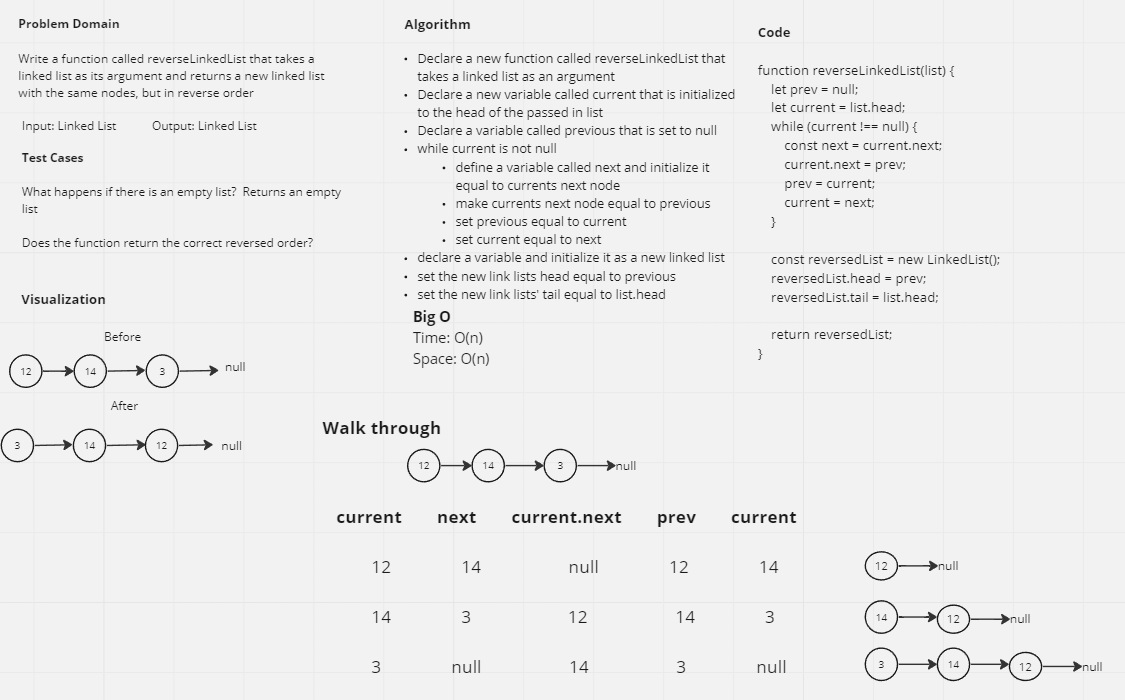 Problem Domain
Write a function called reverseLinkedList that takes a
linked list as its argument and returns a new linked list
with the same nodes, but in reverse order
Input: Linked List Output: Linked List
Test Cases
What happens if there is an empty list? Returns an empty
list
Does the function return the correct reversed order?
Visualization
Before
12 14 3 null
After
3 14 12 null
Algorithm
• Declare a new function called reverseLinkedList that
takes a linked list as an argument
• Declare a new variable called current that is initialized
to the head of the passed in list
• Declare a variable called previous that is set to null
• while current is not null
• define a variable called next and initialize it
equal to currents next node
• make currents next node equal to previous
• set previous equal to current
• set current equal to next
• declare a variable and initialize it as a new linked list
• set the new link lists head equal to previous
• set the new link lists' tail equal to list.head
Big O
Time: O(n)
Space: O(n)
Code
function reverseLinkedList(list) {
let prev = null;
let current = list.head;
while (current !== null) {
const next = current.next;
current.next = prev;
prev = current;
current = next;
}
const reversedList = new LinkedList();
reversedList.head = prev;
reversedList.tail = list.head;
return reversedList;
}
Walk through
12 14 3 null
current next current.next prev current
12 14 null 12 14
12 null
14 3 12 14 3
14 12 null
3 null 14 3 null
3 14 12 null